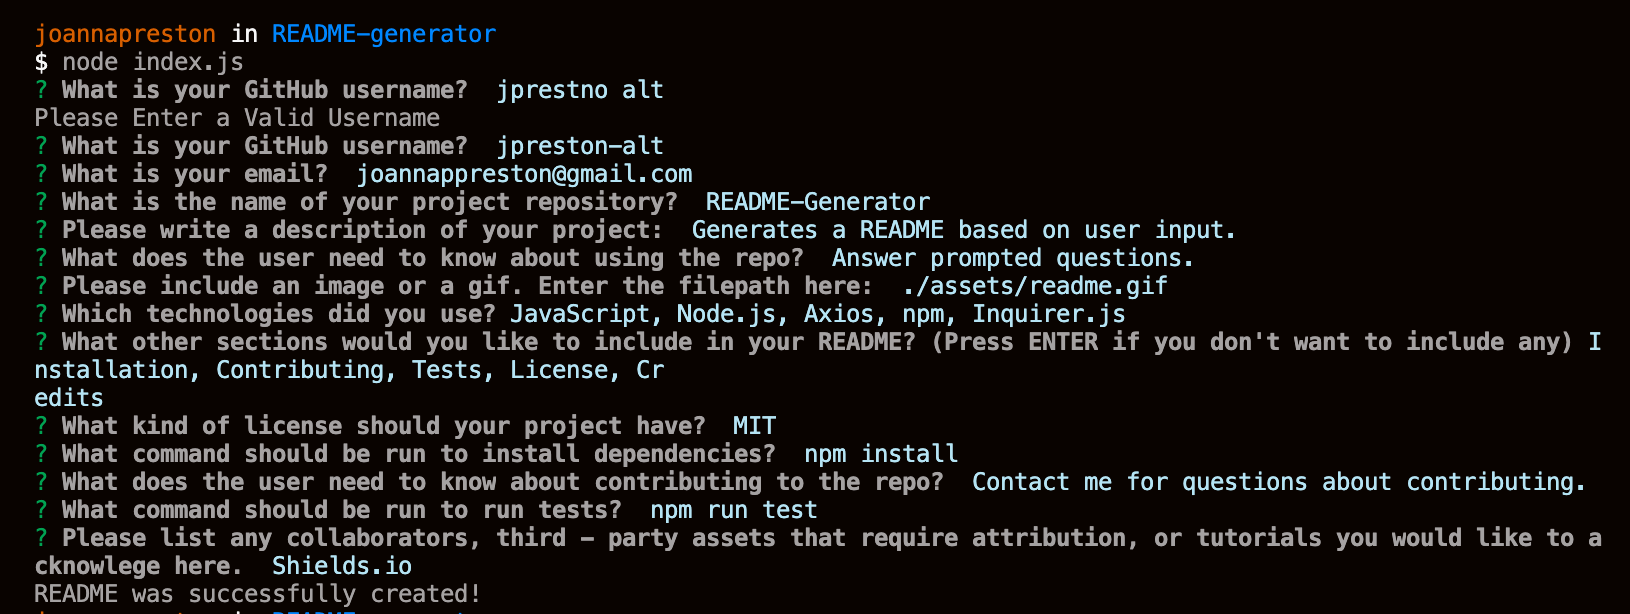 joannapreston in README-generator
$ node index.js
? What is your GitHub username?  jprestno alt
Please Enter a Valid Username
? What is your GitHub username?  jpreston-alt
? What is your email?  joannappreston@gmail.com
? What is the name of your project repository?  README-Generator
? Please write a description of your project:  Generates a README based on user input.
? What does the user need to know about using the repo?  Answer prompted questions.
? Please include an image or a gif. Enter the filepath here:  ./assets/readme.gif
? Which technologies did you use? JavaScript, Node.js, Axios, npm, Inquirer.js
? What other sections would you like to include in your README? (Press ENTER if you don't want to include any) I
nstallation, Contributing, Tests, License, Cr
edits
? What kind of license should your project have?  MIT
? What command should be run to install dependencies?  npm install
? What does the user need to know about contributing to the repo?  Contact me for questions about contributing.
? What command should be run to run tests?  npm run test
? Please list any collaborators, third - party assets that require attribution, or tutorials you would like to a
cknowlege here.  Shields.io
README was successfully created!